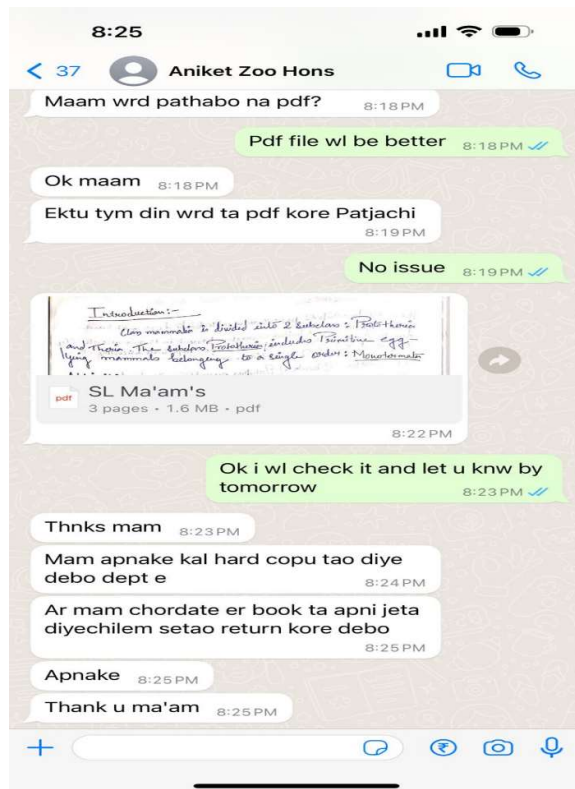 8:25
37
Aniket Zoo Hons
Maam wrd pathabo na pdf?
8:18 PM
Pdf file wl be better
8:18 PM
Ok maam
8:18 PM
Ektu tym din wrd ta pdf kore Patjachi
8:19 PM
No issue
8:19 PM
Introduction:-
Class mammalia is divided into 2 subclass: Prototheria
and Theria. The subclass Prototheria includes Primitive egg-
lying mammals belonging to a single order: Monotremata
pdf
SL Ma'am's
3 pages • 1.6 MB • pdf
8:22 PM
Ok i wl check it and let u knw by
tomorrow
8:23 PM
Thnks mam
8:23 PM
Mam apnake kal hard copu tao diye
debo dept e
8:24 PM
Ar mam chordate er book ta apni jeta
diyechilem setao return kore debo
8:25 PM
Apnake
8:25 PM
Thank u ma'am
8:25 PM